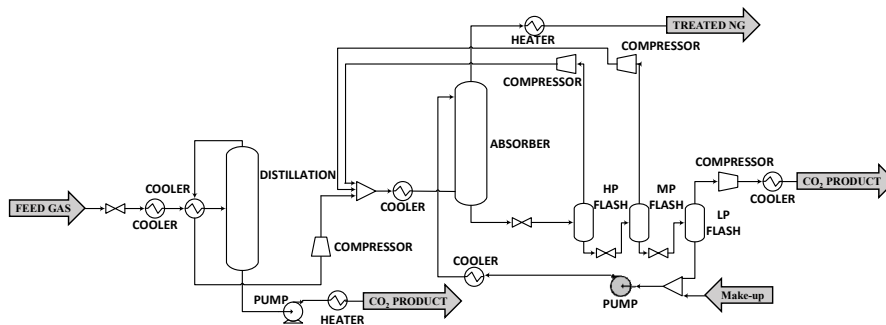 TREATED NG
HEATER
COMPRESSOR
COMPRESSOR
ABSORBER
DISTILLATION
COOLER
FEED GAS
COOLER
COOLER
HP
FLASH
MP
FLASH
LP
FLASH
COMPRESSOR
CO₂ PRODUCT
COOLER
COMPRESSOR
COOLER
PUMP
HEATER
CO₂ PRODUCT
PUMP
Make-up